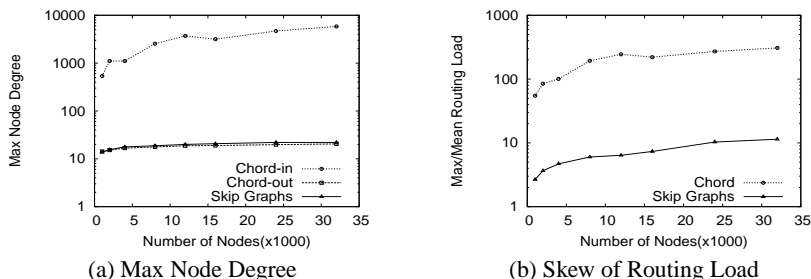 10000
1000
100
10
1
Max Node Degree
Chord-in
Chord-out
Skip Graphs
0 5 10 15 20 25 30 35
Number of Nodes(x1000)
(a) Max Node Degree
1000
100
10
1
Max/Mean Routing Load
Chord
Skip Graphs
0 5 10 15 20 25 30 35
Number of Nodes(x1000)
(b) Skew of Routing Load